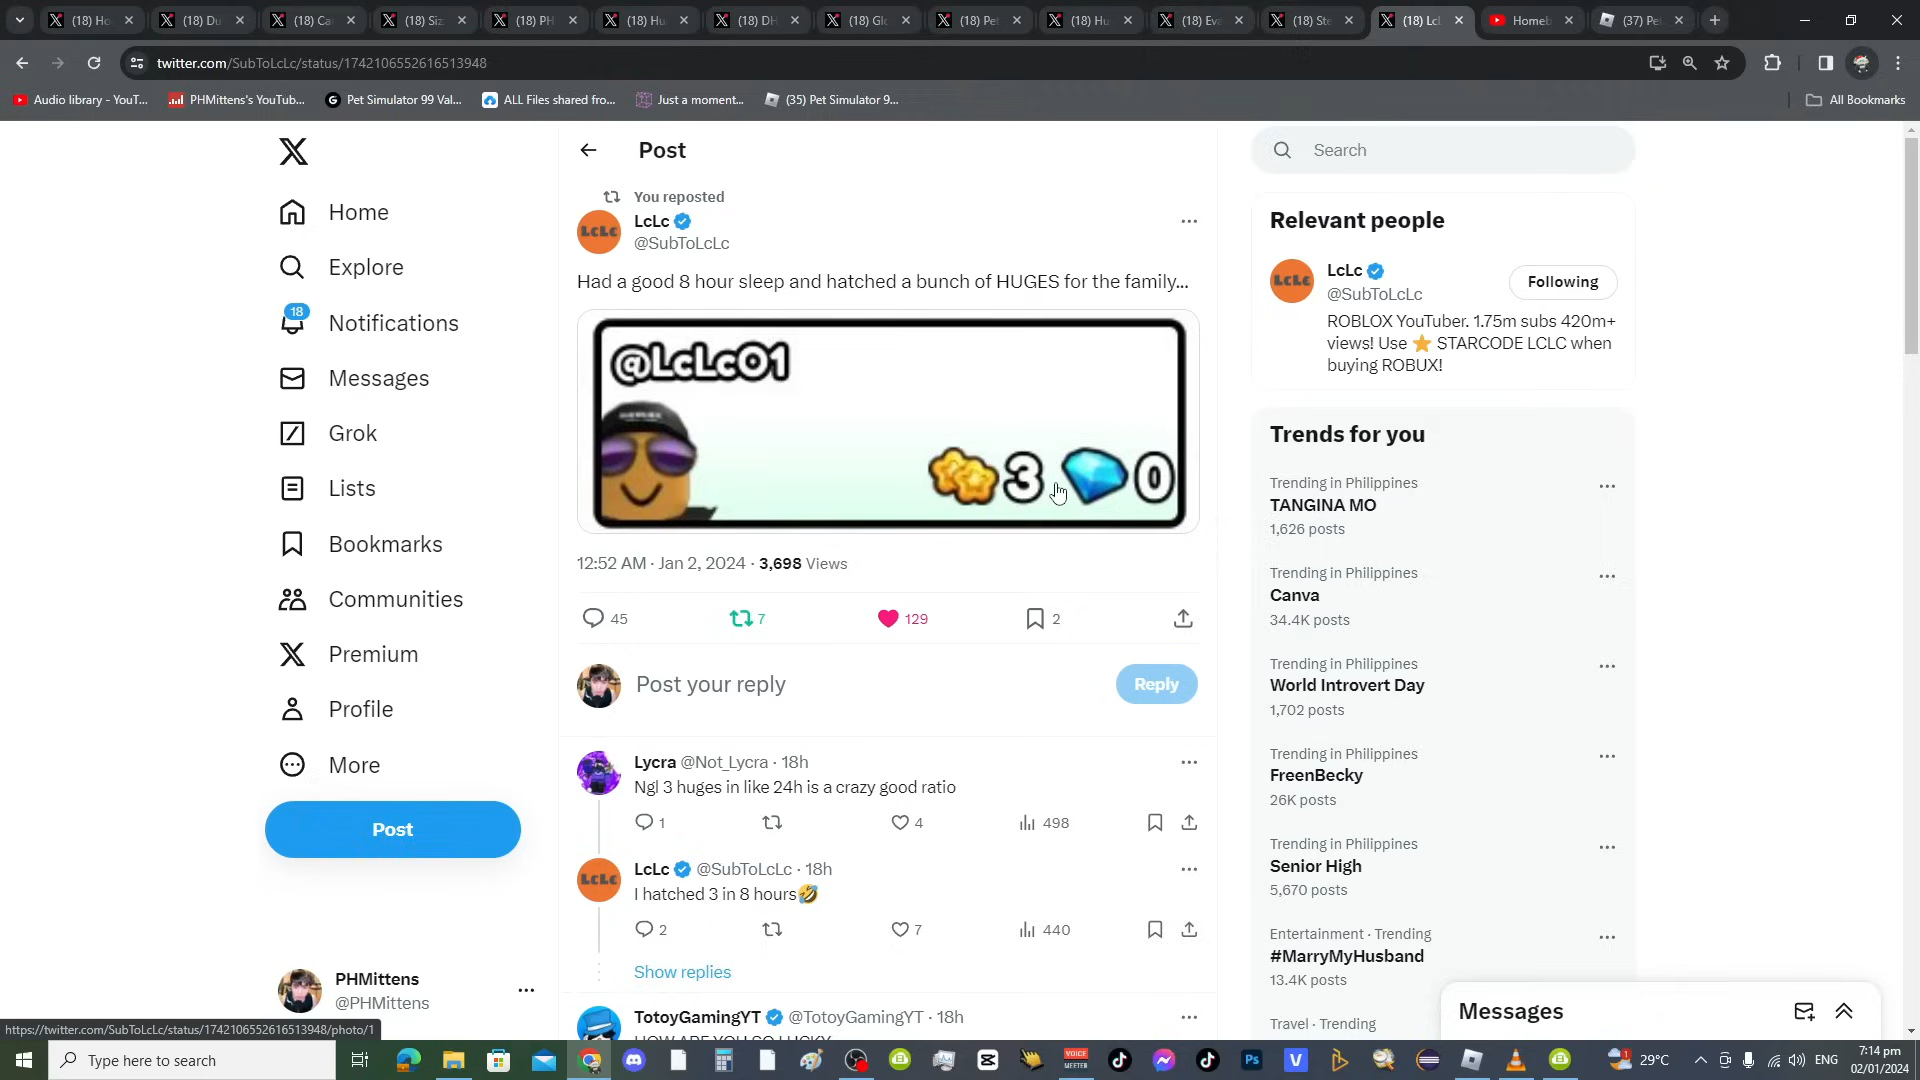 (18) Ho
(18) Du
(18) Ca
(18) Siz
(18) PH
(18) Hu
(18) DH
(18) Glo
(18) Pet
(18) Hu
(18) Eva
(18) Ste
(18) LcL
Homeb
(37) Pe
twitter.com/SubToLcLc/status/1742106552616513948
Audio library - YouT...
PHMittens's YouTub...
Pet Simulator 99 Val...
ALL Files shared fro...
Just a moment...
(35) Pet Simulator 9...
All Bookmarks
Home
Explore
18
Notifications
Messages
Grok
Lists
Bookmarks
Communities
Premium
Profile
More
Post
PHMittens
@PHMittens
Post
You reposted
LcLc
@SubToLcLc
Had a good 8 hour sleep and hatched a bunch of HUGES for the family...
@LcLc01
3 0
12:52 AM · Jan 2, 2024 · 3,698 Views
45 7 129 2
Post your reply
Reply
Lycra @Not_Lycra · 18h
Ngl 3 huges in like 24h is a crazy good ratio
1 4 498
LcLc @SubToLcLc · 18h
I hatched 3 in 8 hours🤣
2 7 440
Show replies
TotoyGamingYT @TotoyGamingYT · 18h
HOW ARE YOU SO LUCKY
Search
Relevant people
LcLc
@SubToLcLc
Following
ROBLOX YouTuber. 1.75m subs 420m+
views! Use ⭐ STARCODE LCLC when
buying ROBUX!
Trends for you
Trending in Philippines
TANGINA MO
1,626 posts
Trending in Philippines
Canva
34.4K posts
Trending in Philippines
World Introvert Day
1,702 posts
Trending in Philippines
FreenBecky
26K posts
Trending in Philippines
Senior High
5,670 posts
Entertainment · Trending
#MarryMyHusband
13.4K posts
Travel · Trending
Messages
https://twitter.com/SubToLcLc/status/1742106552616513948/photo/1
Type here to search
VOICE
MEETER
Ps
1
29°C
ENG
7:14 pm
02/01/2024